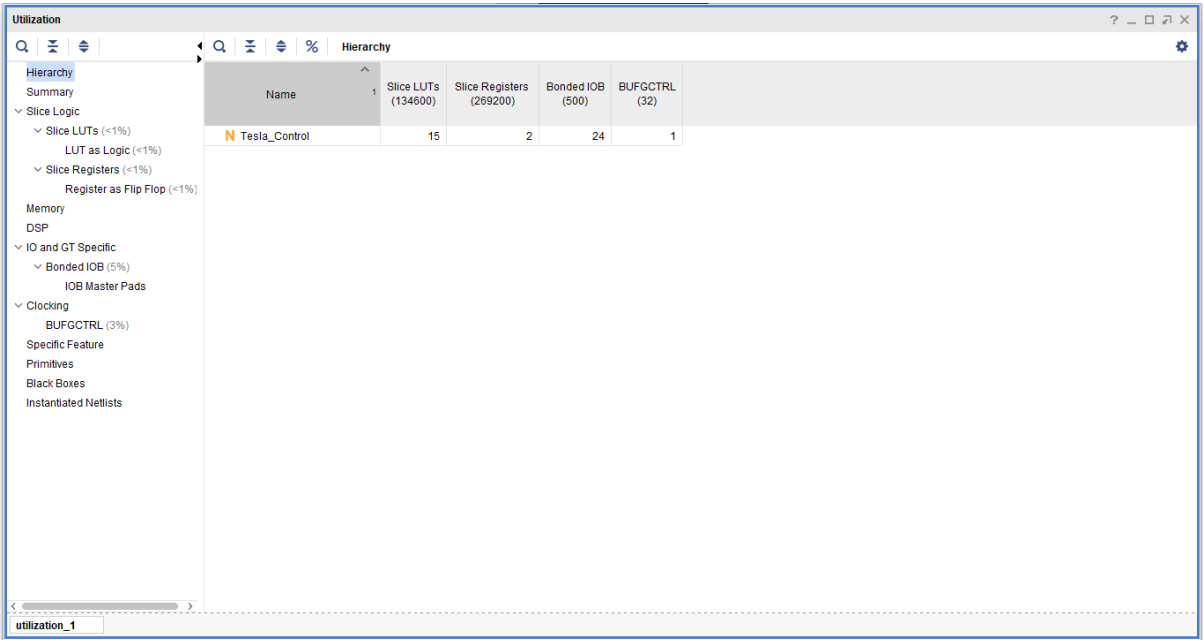 Utilization
Hierarchy
Hierarchy
Summary
Slice Logic
Slice LUTs (<1%)
LUT as Logic (<1%)
Slice Registers (<1%)
Register as Flip Flop (<1%)
Memory
DSP
IO and GT Specific
Bonded IOB (5%)
IOB Master Pads
Clocking
BUFGCTRL (3%)
Specific Feature
Primitives
Black Boxes
Instantiated Netlists
Name 1 Slice LUTs (134600) Slice Registers (269200) Bonded IOB (500) BUFGCTRL (32)
N Tesla_Control 15 2 24 1
utilization_1